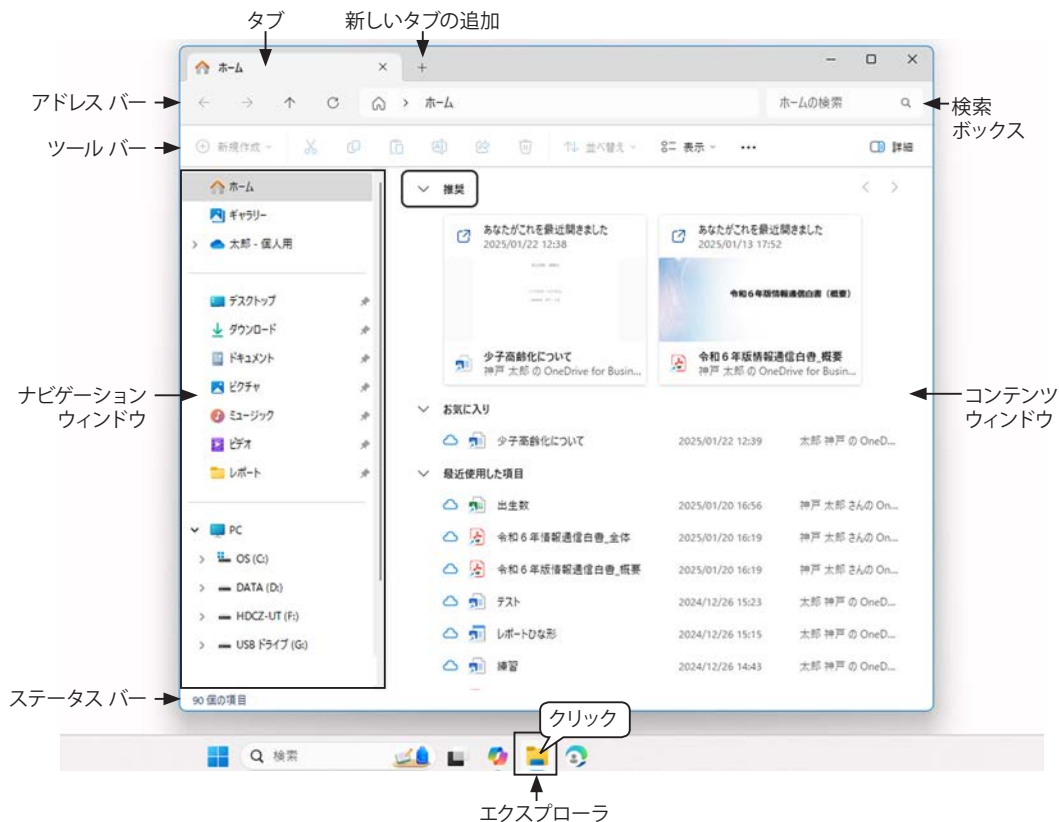 タブ
新しいタブの追加
ホーム
アドレス バー
ホーム
ホームの検索
検索
ボックス
ツール バー
新規作成
並べ替え
表示
詳細
ホーム
ギャラリー
太郎 - 個人用
デスクトップ
ダウンロード
ドキュメント
ピクチャ
ミュージック
ビデオ
レポート
PC
OS (C:)
DATA (D:)
HDCZ-UT (F:)
USB ドライブ (G:)
ナビゲーション
ウィンドウ
推奨
あなたがこれを最近開きました
2025/01/22 12:38
少子高齢化について
神戸 太郎 の OneDrive for Busin...
あなたがこれを最近開きました
2025/01/13 17:52
令和６年版情報通信白書（概要）
令和６年版情報通信白書_概要
神戸 太郎 の OneDrive for Busin...
コンテンツ
ウィンドウ
お気に入り
少子高齢化について 2025/01/22 12:39 太郎 神戸 の OneD...
最近使用した項目
出生数 2025/01/20 16:56 神戸 太郎 さんの On...
令和６年情報通信白書_全体 2025/01/20 16:19 神戸 太郎 さんの On...
令和６年版情報通信白書_概要 2025/01/20 16:19 神戸 太郎 さんの On...
テスト 2024/12/26 15:23 太郎 神戸 の OneD...
レポートひな形 2024/12/26 15:15 太郎 神戸 の OneD...
練習 2024/12/26 14:43 太郎 神戸 の OneD...
ステータス バー
90 個の項目
クリック
検索
エクスプローラ